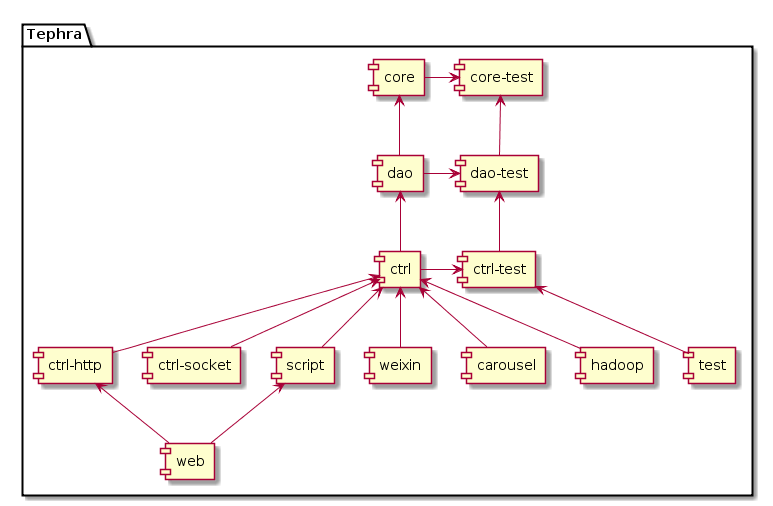 Tephra
core
core-test
dao
dao-test
ctrl
ctrl-test
ctrl-http
ctrl-socket
script
weixin
carousel
hadoop
test
web